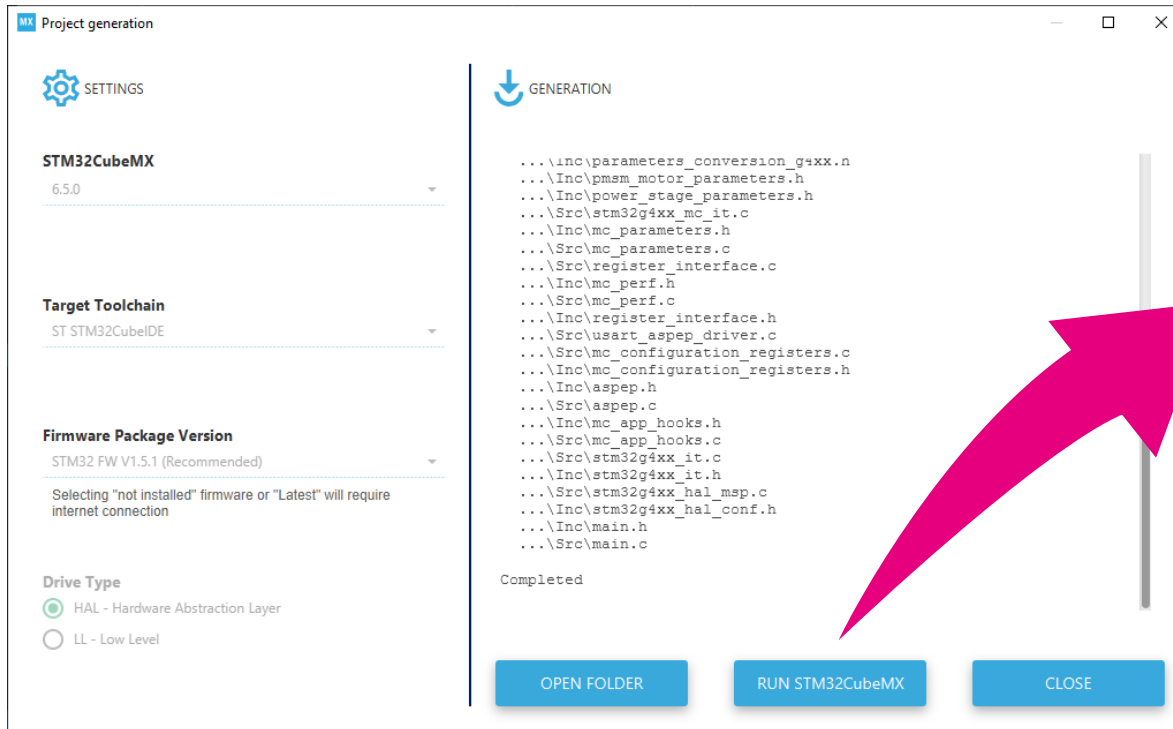 MX Project generation
SETTINGS
STM32CubeMX
6.5.0
Target Toolchain
ST STM32CubeIDE
Firmware Package Version
STM32 FW V1.5.1 (Recommended)
Selecting "not installed" firmware or "Latest" will require
internet connection
Drive Type
HAL - Hardware Abstraction Layer
LL - Low Level
GENERATION
...\Inc\parameters_conversion_g4xx.h
...\Inc\pmsm_motor_parameters.h
...\Inc\power_stage_parameters.h
...\Src\stm32g4xx_mc_it.c
...\Inc\mc_parameters.h
...\Src\mc_parameters.c
...\Src\register_interface.c
...\Inc\mc_perf.h
...\Src\mc_perf.c
...\Inc\register_interface.h
...\Src\usart_aspep_driver.c
...\Src\mc_configuration_registers.c
...\Inc\mc_configuration_registers.h
...\Inc\aspep.h
...\Src\aspep.c
...\Inc\mc_app_hooks.h
...\Src\mc_app_hooks.c
...\Src\stm32g4xx_it.c
...\Inc\stm32g4xx_it.h
...\Src\stm32g4xx_hal_msp.c
...\Inc\stm32g4xx_hal_conf.h
...\Inc\main.h
...\Src\main.c
Completed
OPEN FOLDER
RUN STM32CubeMX
CLOSE